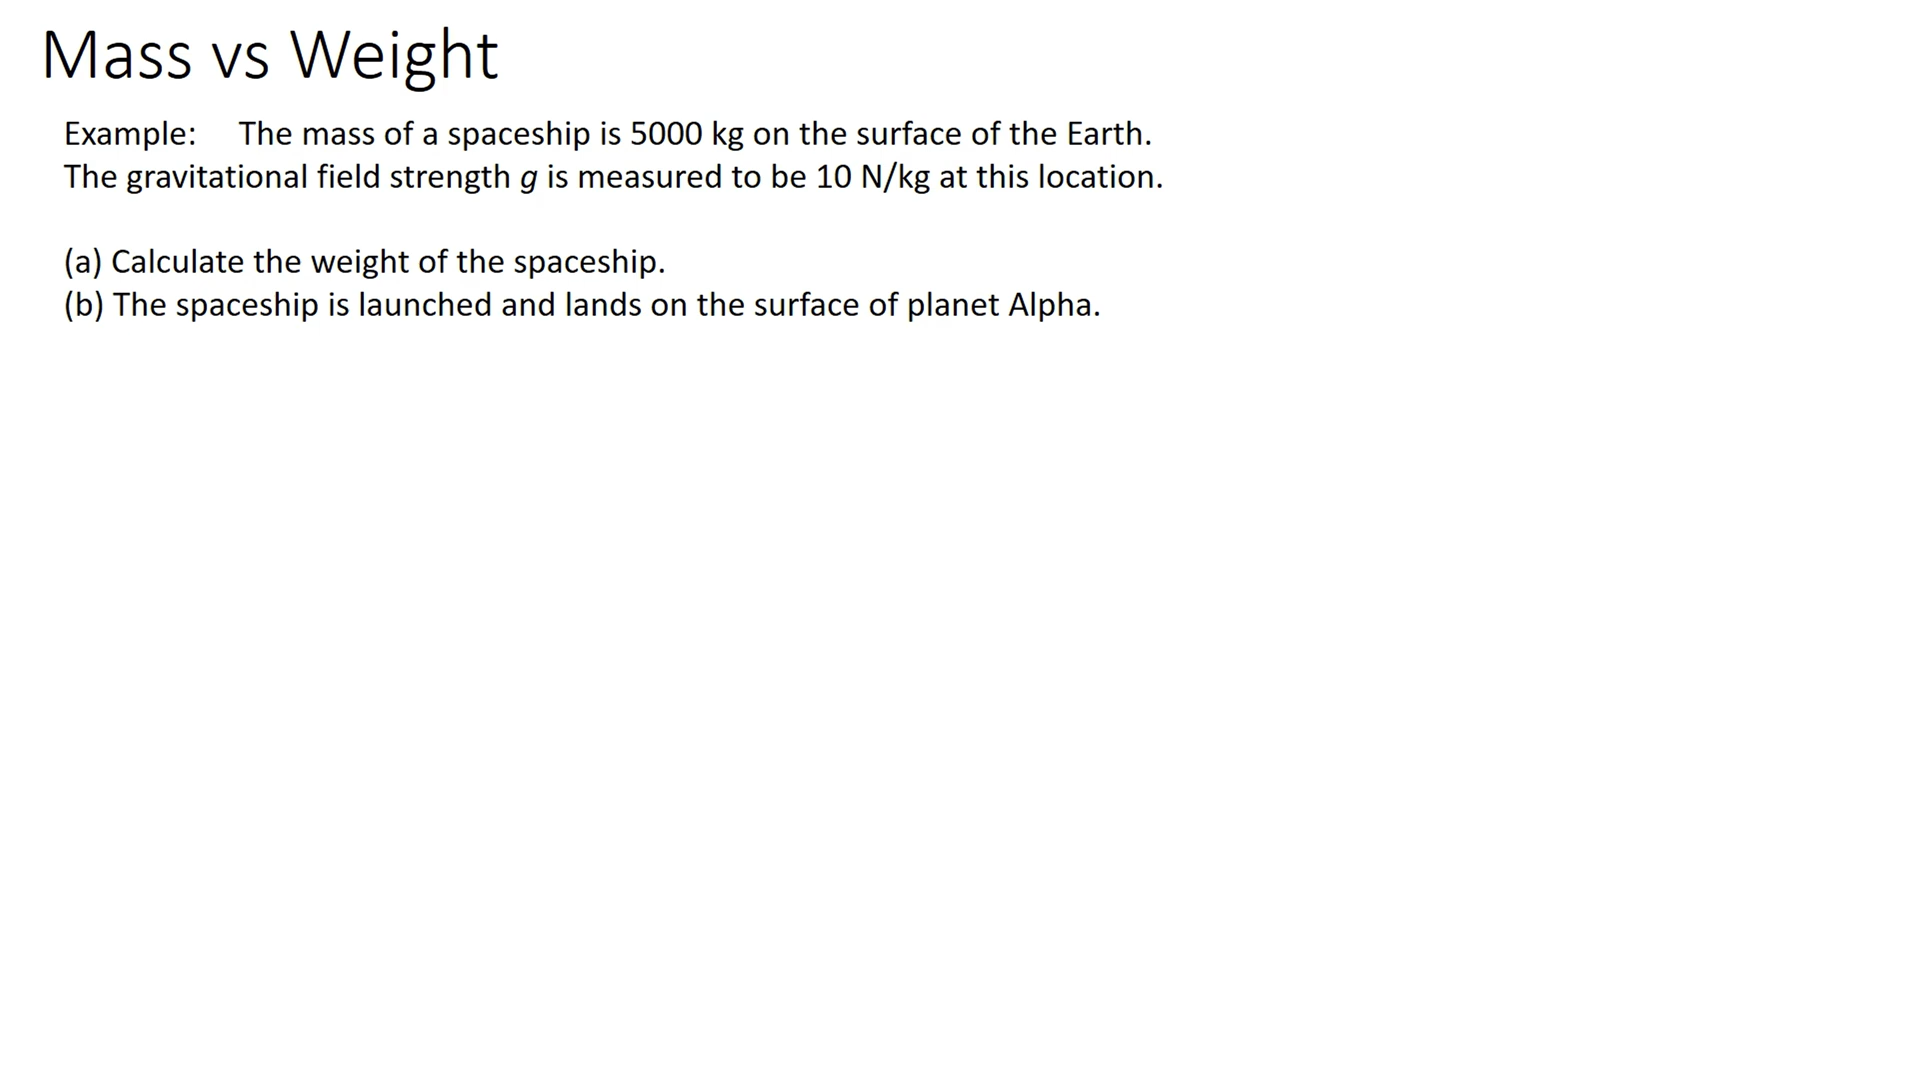 Mass vs Weight
Example: The mass of a spaceship is 5000 kg on the surface of the Earth.
The gravitational field strength g is measured to be 10 N/kg at this location.
(a) Calculate the weight of the spaceship.
(b) The spaceship is launched and lands on the surface of planet Alpha.